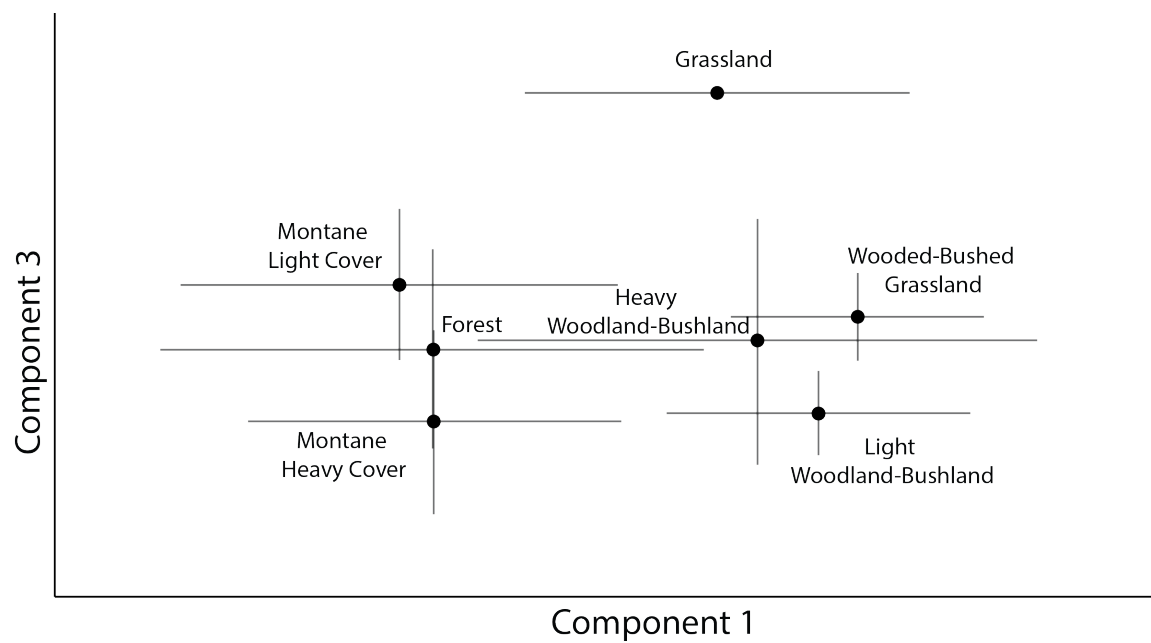 Grassland
Montane
Light Cover
Wooded-Bushed
Grassland
Heavy
Woodland-Bushland
Forest
Montane
Heavy Cover
Light
Woodland-Bushland
Component 3
Component 1